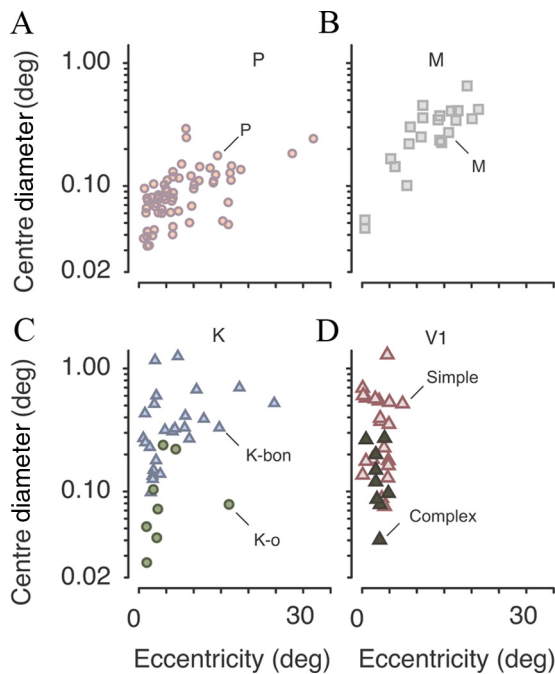 A
B
P
M
Centre diameter (deg)
1.00
0.10
0.02
P
M
C
D
K
V1
Centre diameter (deg)
1.00
0.10
0.02
Simple
K-bon
K-o
Complex
0
30
0
30
Eccentricity (deg)
Eccentricity (deg)